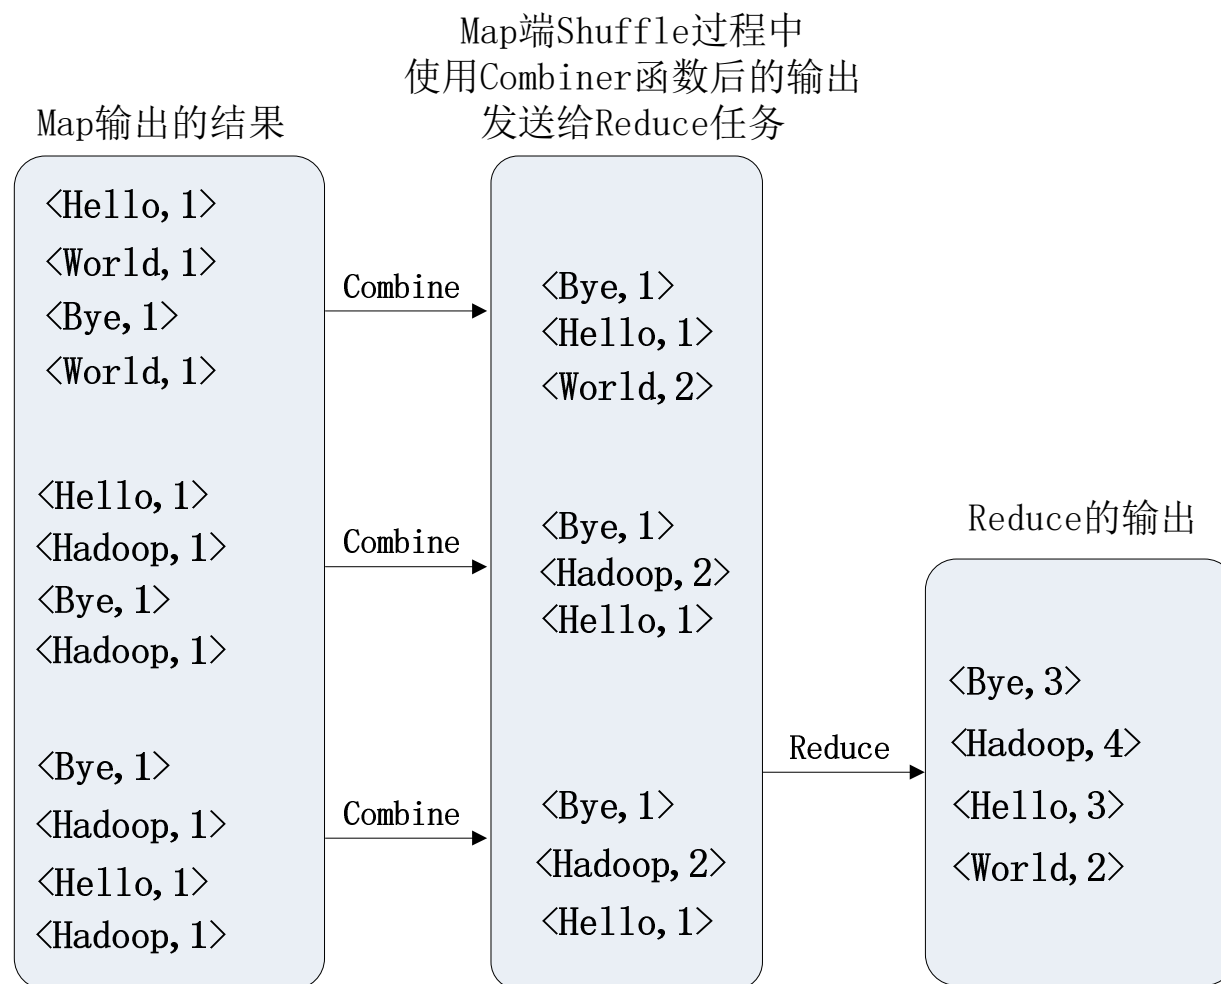 Map端Shuffle过程中
使用Combiner函数后的输出
发送给Reduce任务
Map输出的结果
<Hello,1>
<World,1>
<Bye,1>
<World,1>
Combine
<Bye,1>
<Hello,1>
<World,2>
<Hello,1>
<Hadoop,1>
<Bye,1>
<Hadoop,1>
Combine
<Bye,1>
<Hadoop,2>
<Hello,1>
<Bye,1>
<Hadoop,1>
<Hello,1>
<Hadoop,1>
Combine
<Bye,1>
<Hadoop,2>
<Hello,1>
Reduce
Reduce的输出
<Bye,3>
<Hadoop,4>
<Hello,3>
<World,2>